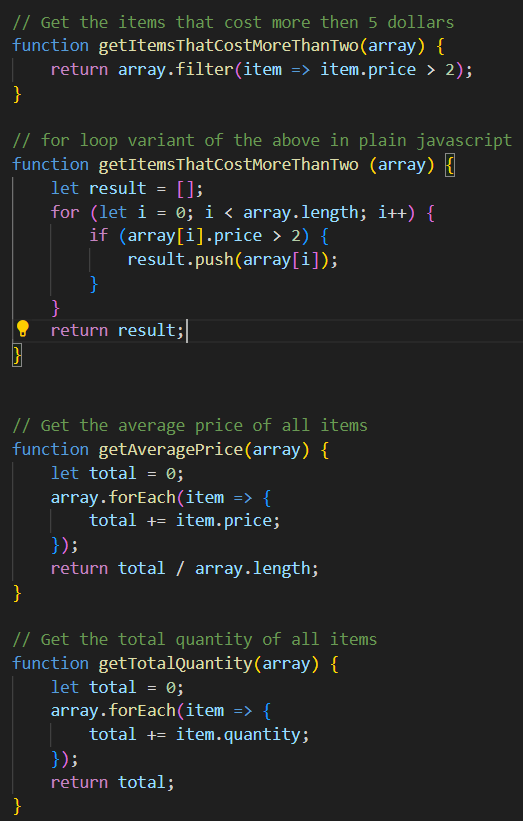 // Get the items that cost more then 5 dollars
function getItemsThatCostMoreThanTwo(array) {
    return array.filter(item => item.price > 2);
}

// for loop variant of the above in plain javascript
function getItemsThatCostMoreThanTwo (array) {
    let result = [];
    for (let i = 0; i < array.length; i++) {
        if (array[i].price > 2) {
            result.push(array[i]);
        }
    }
    return result;
}

// Get the average price of all items
function getAveragePrice(array) {
    let total = 0;
    array.forEach(item => {
        total += item.price;
    });
    return total / array.length;
}

// Get the total quantity of all items
function getTotalQuantity(array) {
    let total = 0;
    array.forEach(item => {
        total += item.quantity;
    });
    return total;
}